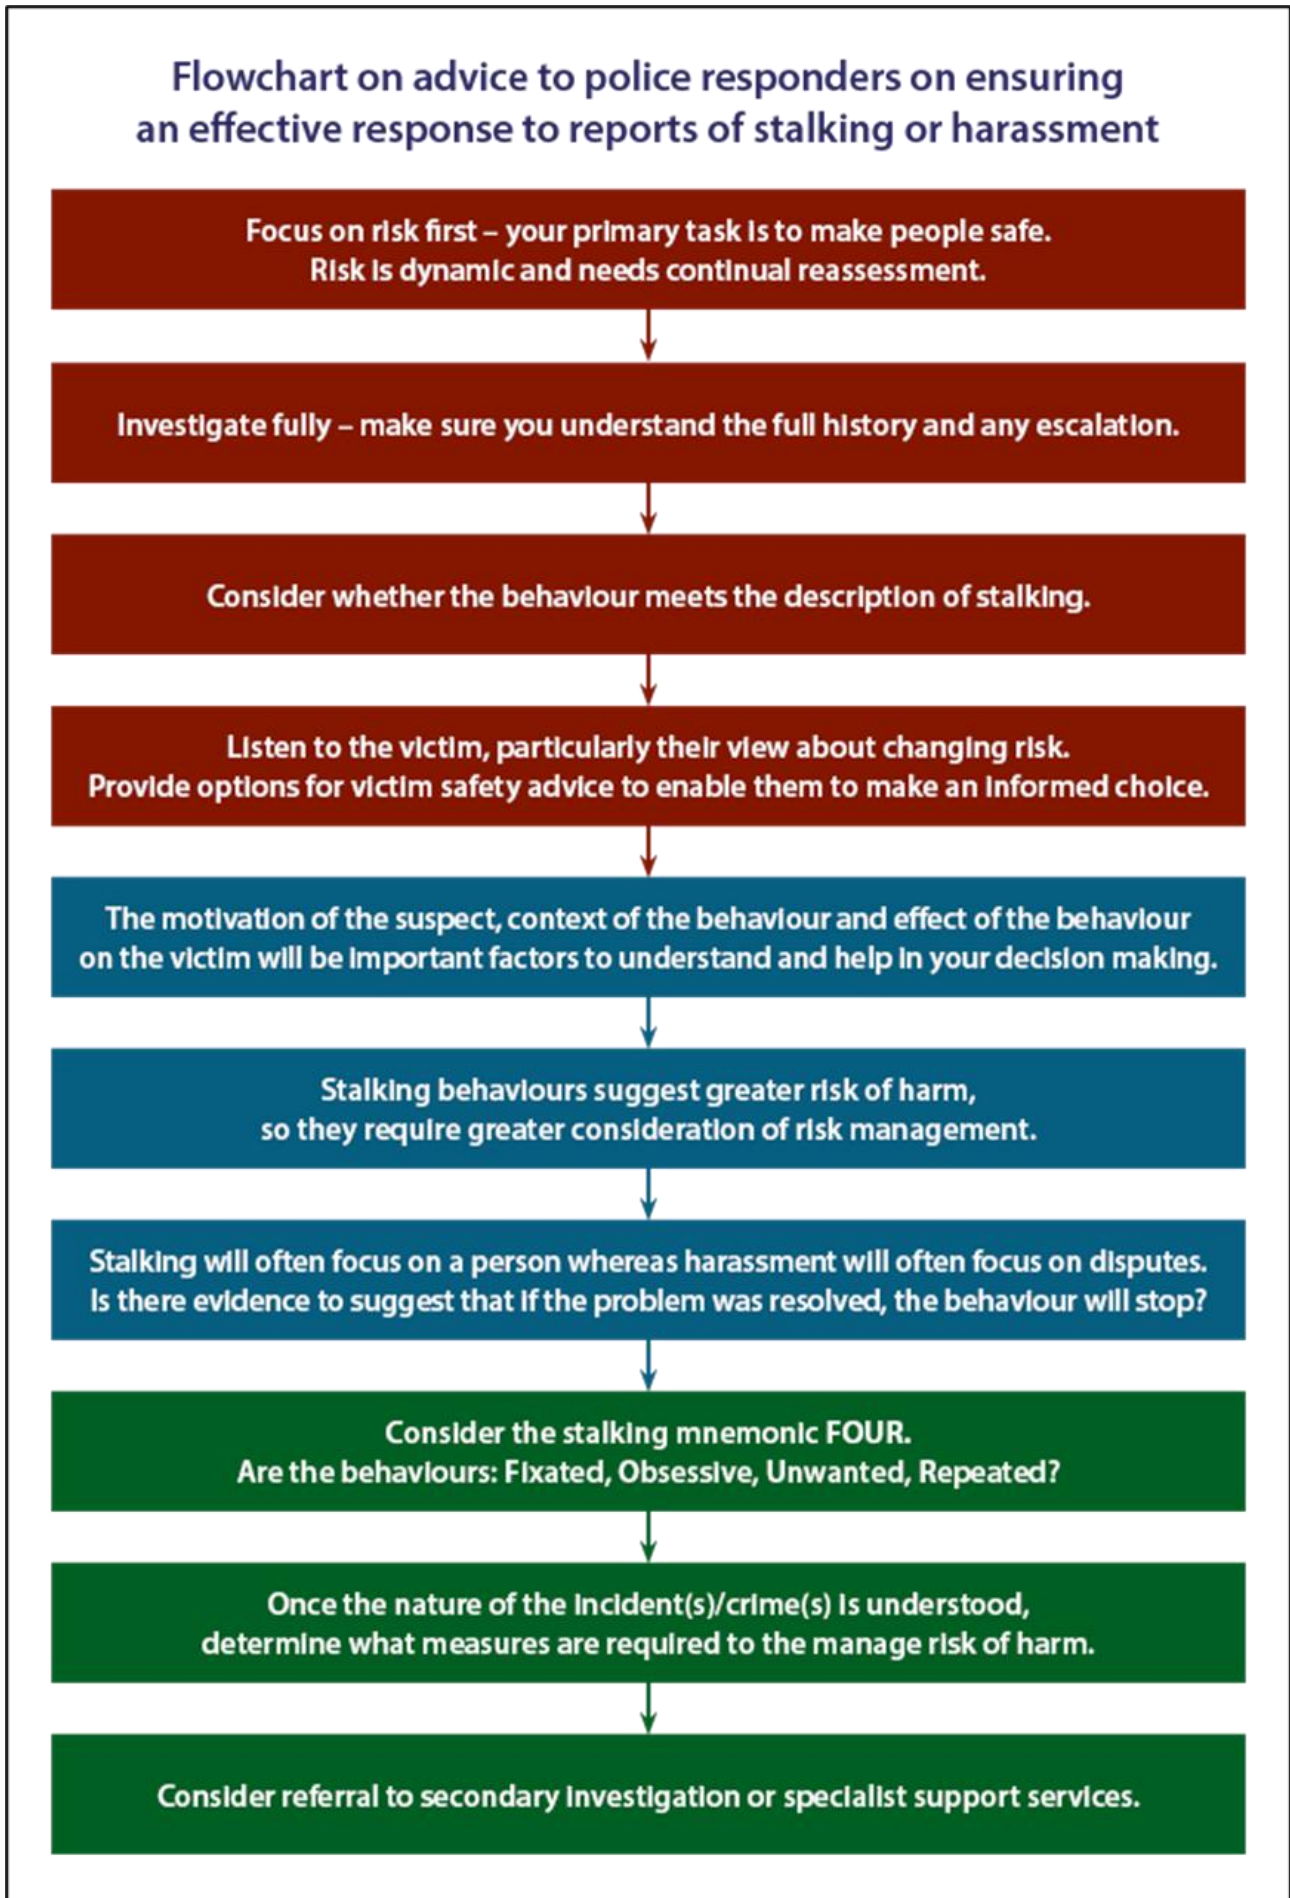 Flowchart on advice to police responders on ensuring
an effective response to reports of stalking or harassment
Focus on risk first – your primary task is to make people safe.
Risk is dynamic and needs continual reassessment.
Investigate fully – make sure you understand the full history and any escalation.
Consider whether the behaviour meets the description of stalking.
Listen to the victim, particularly their view about changing risk.
Provide options for victim safety advice to enable them to make an informed choice.
The motivation of the suspect, context of the behaviour and effect of the behaviour
on the victim will be important factors to understand and help in your decision making.
Stalking behaviours suggest greater risk of harm,
so they require greater consideration of risk management.
Stalking will often focus on a person whereas harassment will often focus on disputes.
Is there evidence to suggest that if the problem was resolved, the behaviour will stop?
Consider the stalking mnemonic FOUR.
Are the behaviours: Fixated, Obsessive, Unwanted, Repeated?
Once the nature of the incident(s)/crime(s) is understood,
determine what measures are required to the manage risk of harm.
Consider referral to secondary investigation or specialist support services.